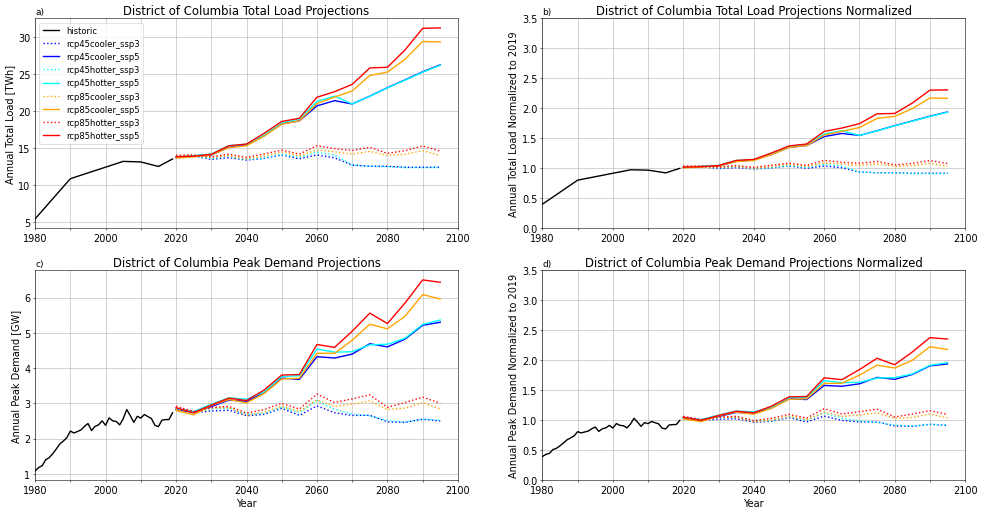 a)
District of Columbia Total Load Projections
Annual Total Load [TWh]
30
25
20
15
10
5
historic
rcp45cooler_ssp3
rcp45cooler_ssp5
rcp45hotter_ssp3
rcp45hotter_ssp5
rcp85cooler_ssp3
rcp85cooler_ssp5
rcp85hotter_ssp3
rcp85hotter_ssp5
1980 2000 2020 2040 2060 2080 2100
b)
District of Columbia Total Load Projections Normalized
Annual Total Load Normalized to 2019
3.5
3.0
2.5
2.0
1.5
1.0
0.5
0.0
1980 2000 2020 2040 2060 2080 2100
c)
District of Columbia Peak Demand Projections
Annual Peak Demand [GW]
6
5
4
3
2
1
1980 2000 2020 2040 2060 2080 2100
Year
d)
District of Columbia Peak Demand Projections Normalized
Annual Peak Demand Normalized to 2019
3.5
3.0
2.5
2.0
1.5
1.0
0.5
0.0
1980 2000 2020 2040 2060 2080 2100
Year